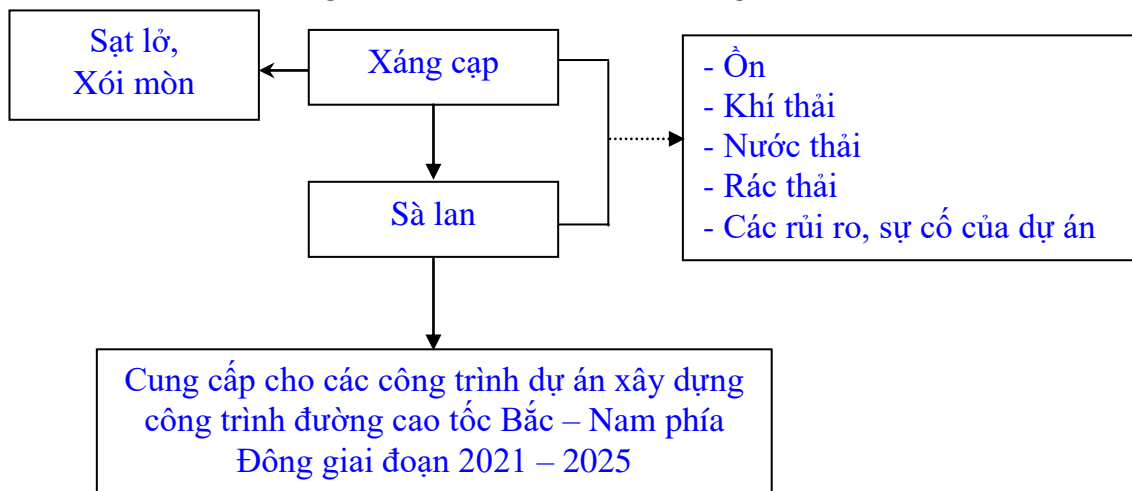 Sạt lở,
Xói mòn
Xáng cạp
- Ồn
- Khí thải
- Nước thải
- Rác thải
- Các rủi ro, sự cố của dự án
Sà lan
Cung cấp cho các công trình dự án xây dựng
công trình đường cao tốc Bắc – Nam phía
Đông giai đoạn 2021 – 2025